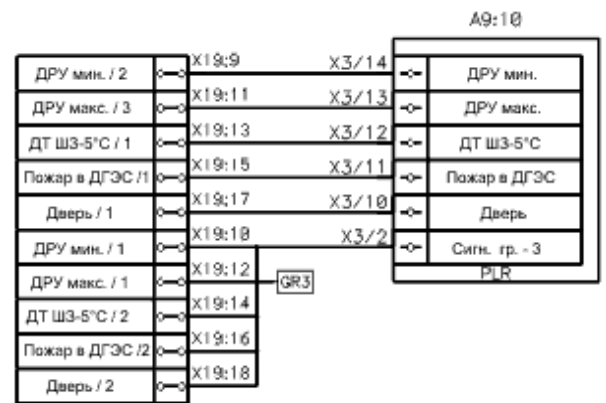 A9:10
ДРУ мин. / 2 X19;9 X3/14 ДРУ мин.
ДРУ макс. / 3 X19:11 X3/13 ДРУ макс.
ДТ ШЗ-5°С / 1 X19;13 X3/12 ДТ ШЗ-5°С
Пожар в ДГЭС /1 X19:15 X3/11 Пожар в ДГЭС
Дверь / 1 X19;17 X3/10 Дверь
ДРУ мин. / 1 X19:10 X3/2 Сигн. гр. - 3
PLR
ДРУ макс. / 1 X19;12 GR3
ДТ ШЗ-5°С / 2 X19:14
Пожар в ДГЭС /2 X19:16
Дверь / 2 X19:18